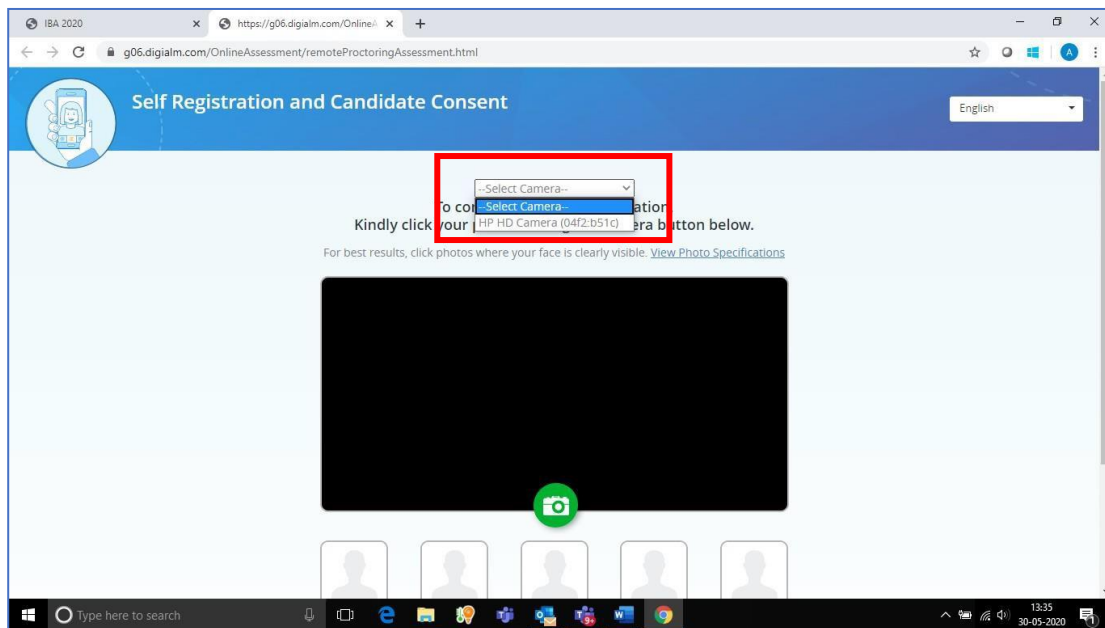 IBA 2020
https://g06.digialm.com/OnlineA
g06.digialm.com/OnlineAssessment/remoteProctoringAssessment.html
A
Self Registration and Candidate Consent
English
--Select Camera--
To co
--Select Camera--
ation
Kindly click your
HP HD Camera (04f2:b51c)
era button below.
For best results, click photos where your face is clearly visible. View Photo Specifications
Type here to search
9+
13:35
30-05-2020